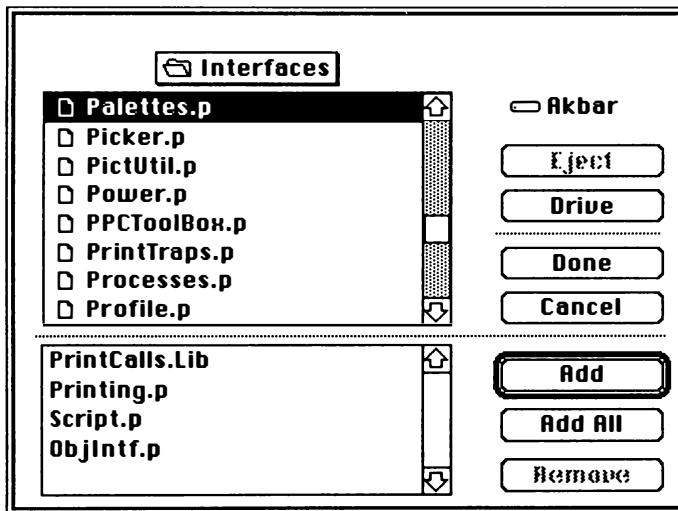 Interfaces
Palettes.p
Picker.p
PictUtil.p
Power.p
PPCToolBox.p
PrintTraps.p
Processes.p
Profile.p
Akbar
Eject
Drive
Done
Cancel
PrintCalls.Lib
Printing.p
Script.p
ObjIntf.p
Add
Add All
Remove